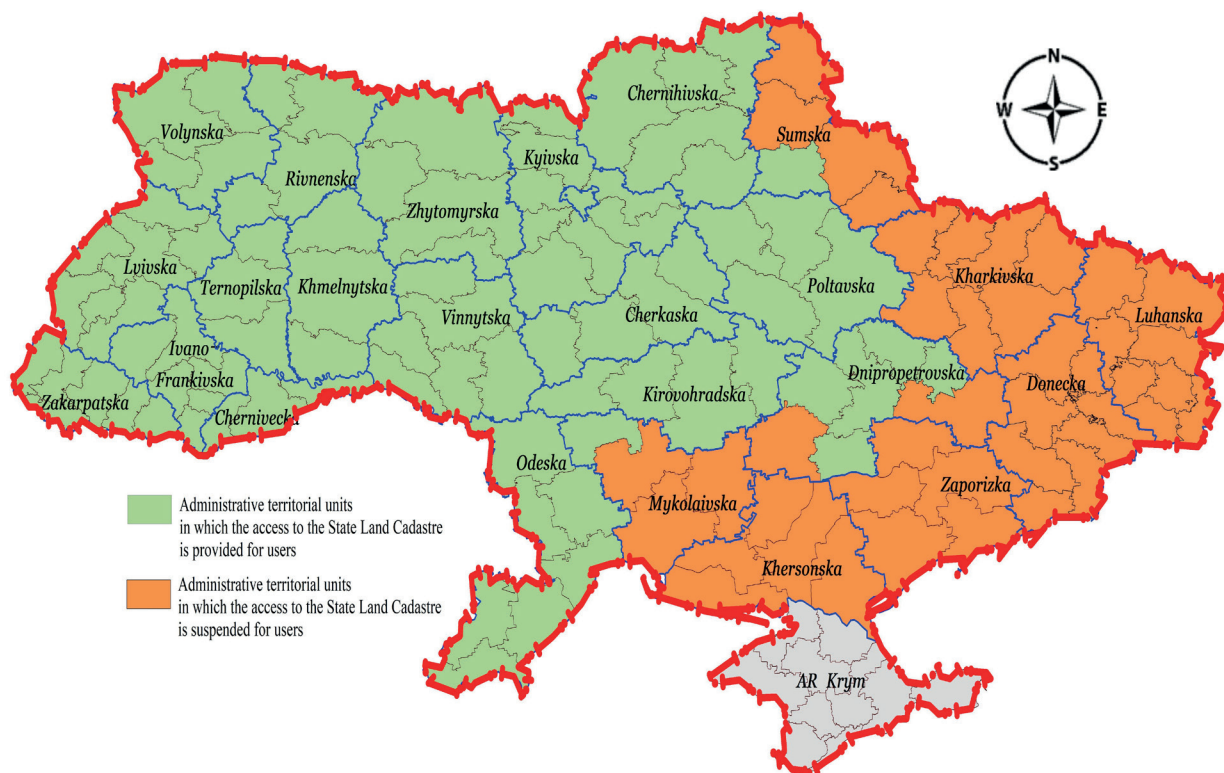 N
W
E
S
Chernihivska
Sumska
Volynska
Kyivska
Rivnenska
Zhytomyrska
Lvivska
Ternopilska
Khmelnytska
Vinnytska
Cherkaska
Poltavska
Kharkivska
Luhanska
Ivano-
Frankivska
Zakarpatska
Chernivecka
Kirovohradska
Dnipropetrovska
Donecka
Odeska
Mykolaivska
Zaporizka
Khersonska
AR Krym
Administrative territorial units
in which the access to the State Land Cadastre
is provided for users
Administrative territorial units
in which the access to the State Land Cadastre
is suspended for users